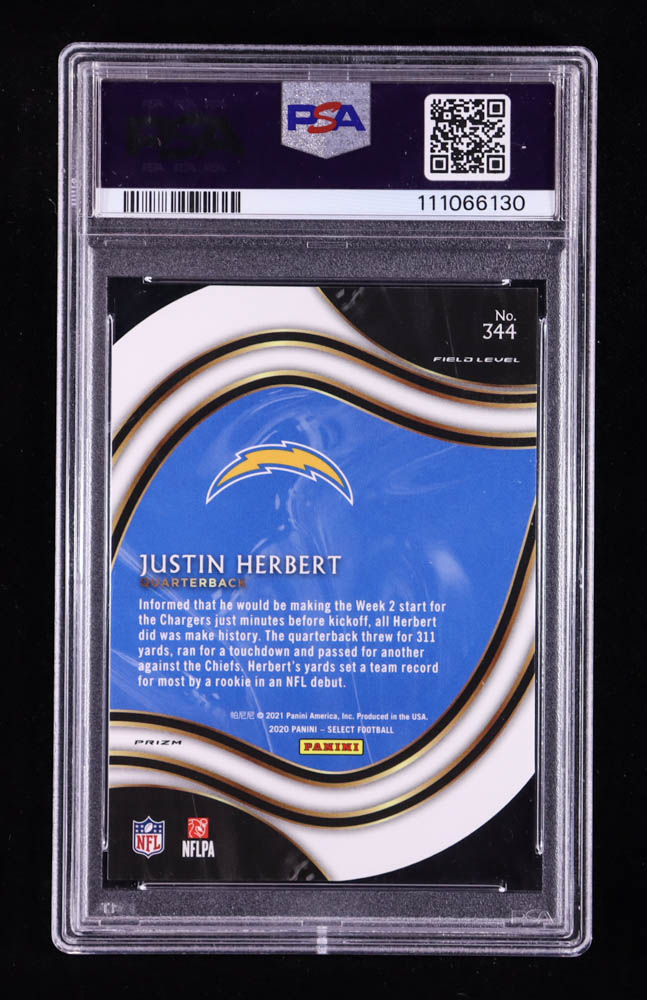 PSA
111066130
No.
344
FIELD LEVEL
JUSTIN HERBERT
QUARTERBACK
Informed that he would be making the Week 2 start for
the Chargers just minutes before kickoff, all Herbert
did was make history. The quarterback threw for 311
yards, ran for a touchdown and passed for another
against the Chiefs. Herbert's yards set a team record
for most by a rookie in an NFL debut.
帕尼尼 © 2021 Panini America, Inc. Produced in the USA.
2020 PANINI – SELECT FOOTBALL
PANINI
PRIZM
NFL
NFLPA
PSA